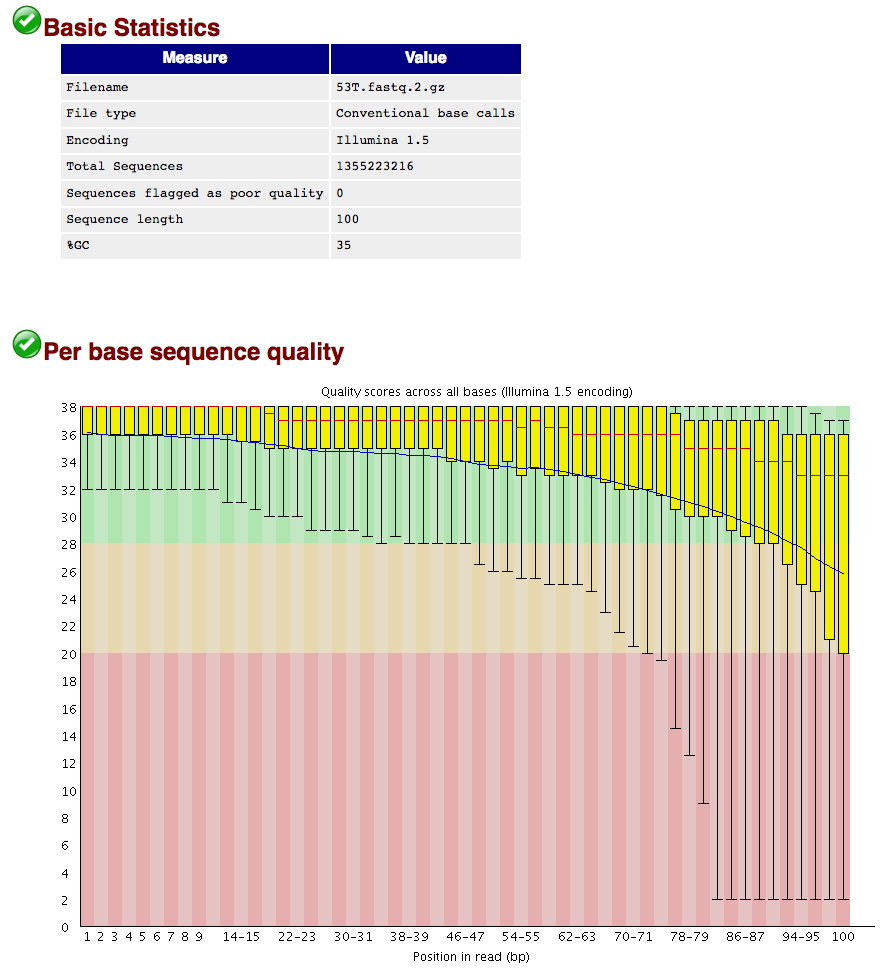 Basic Statistics
Measure Value
Filename 53T.fastq.2.gz
File type Conventional base calls
Encoding Illumina 1.5
Total Sequences 1355223216
Sequences flagged as poor quality 0
Sequence length 100
%GC 35
Per base sequence quality
Quality scores across all bases (Illumina 1.5 encoding)
38
36
34
32
30
28
26
24
22
20
18
16
14
12
10
8
6
4
2
0
1 2 3 4 5 6 7 8 9 14-15 22-23 30-31 38-39 46-47 54-55 62-63 70-71 78-79 86-87 94-95 100
Position in read (bp)